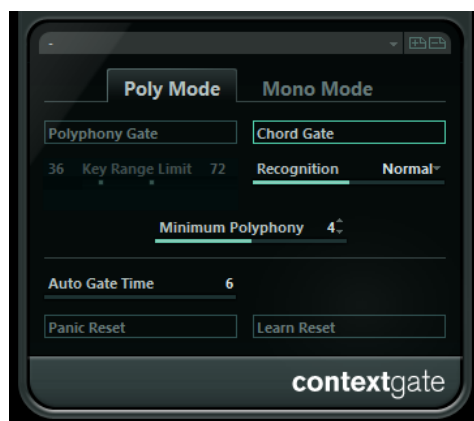 -
Poly Mode Mono Mode
Polyphony Gate Chord Gate
36 Key Range Limit 72 Recognition Normal
Minimum Polyphony 4
Auto Gate Time 6
Panic Reset Learn Reset
contextgate